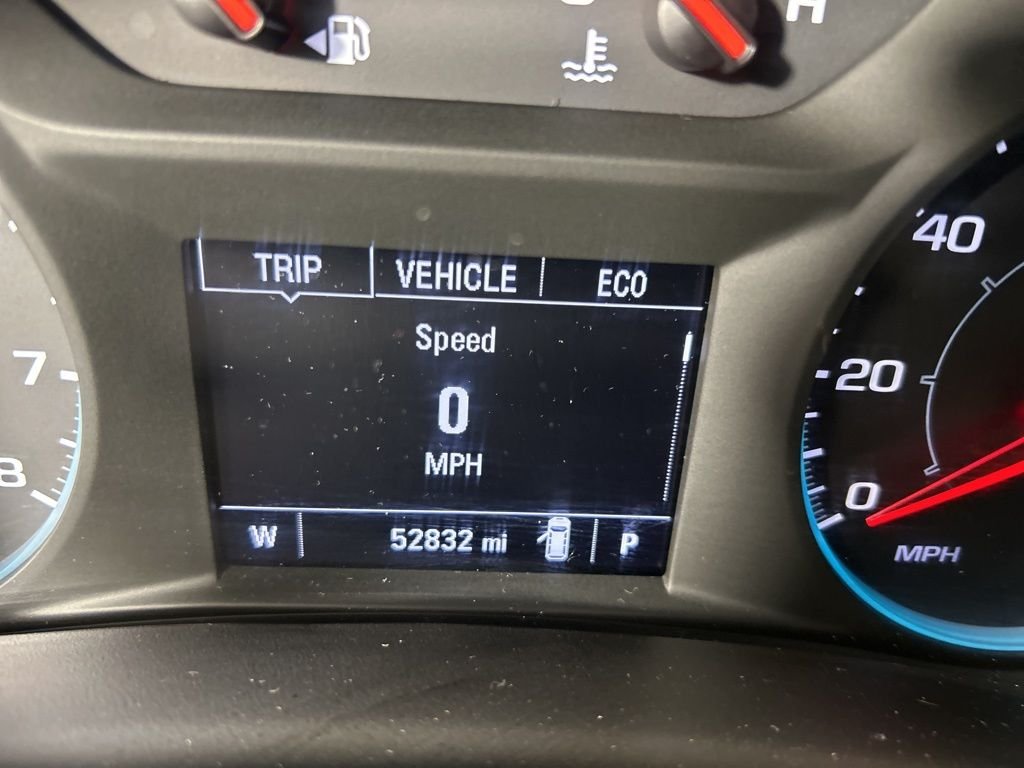 H
TRIP VEHICLE ECO
Speed
0
MPH
W 52832 mi P
7
8
40
20
0
MPH